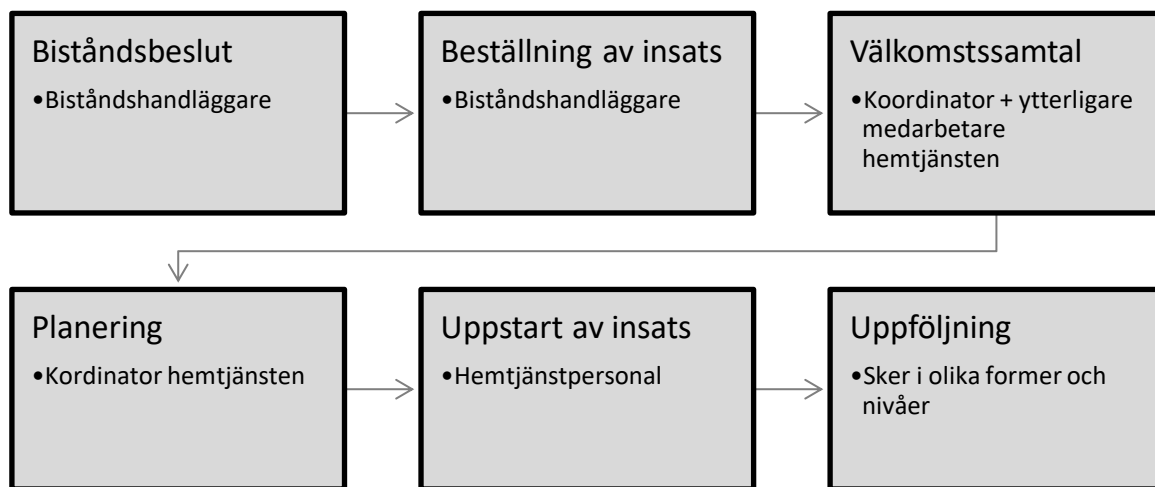 Biståndsbeslut
•Biståndshandläggare
Beställning av insats
•Biståndshandläggare
Välkomstssamtal
•Koordinator + ytterligare
medarbetare
hemtjänsten
Planering
•Kordinator hemtjänsten
Uppstart av insats
•Hemtjänstpersonal
Uppföljning
•Sker i olika former och
nivåer